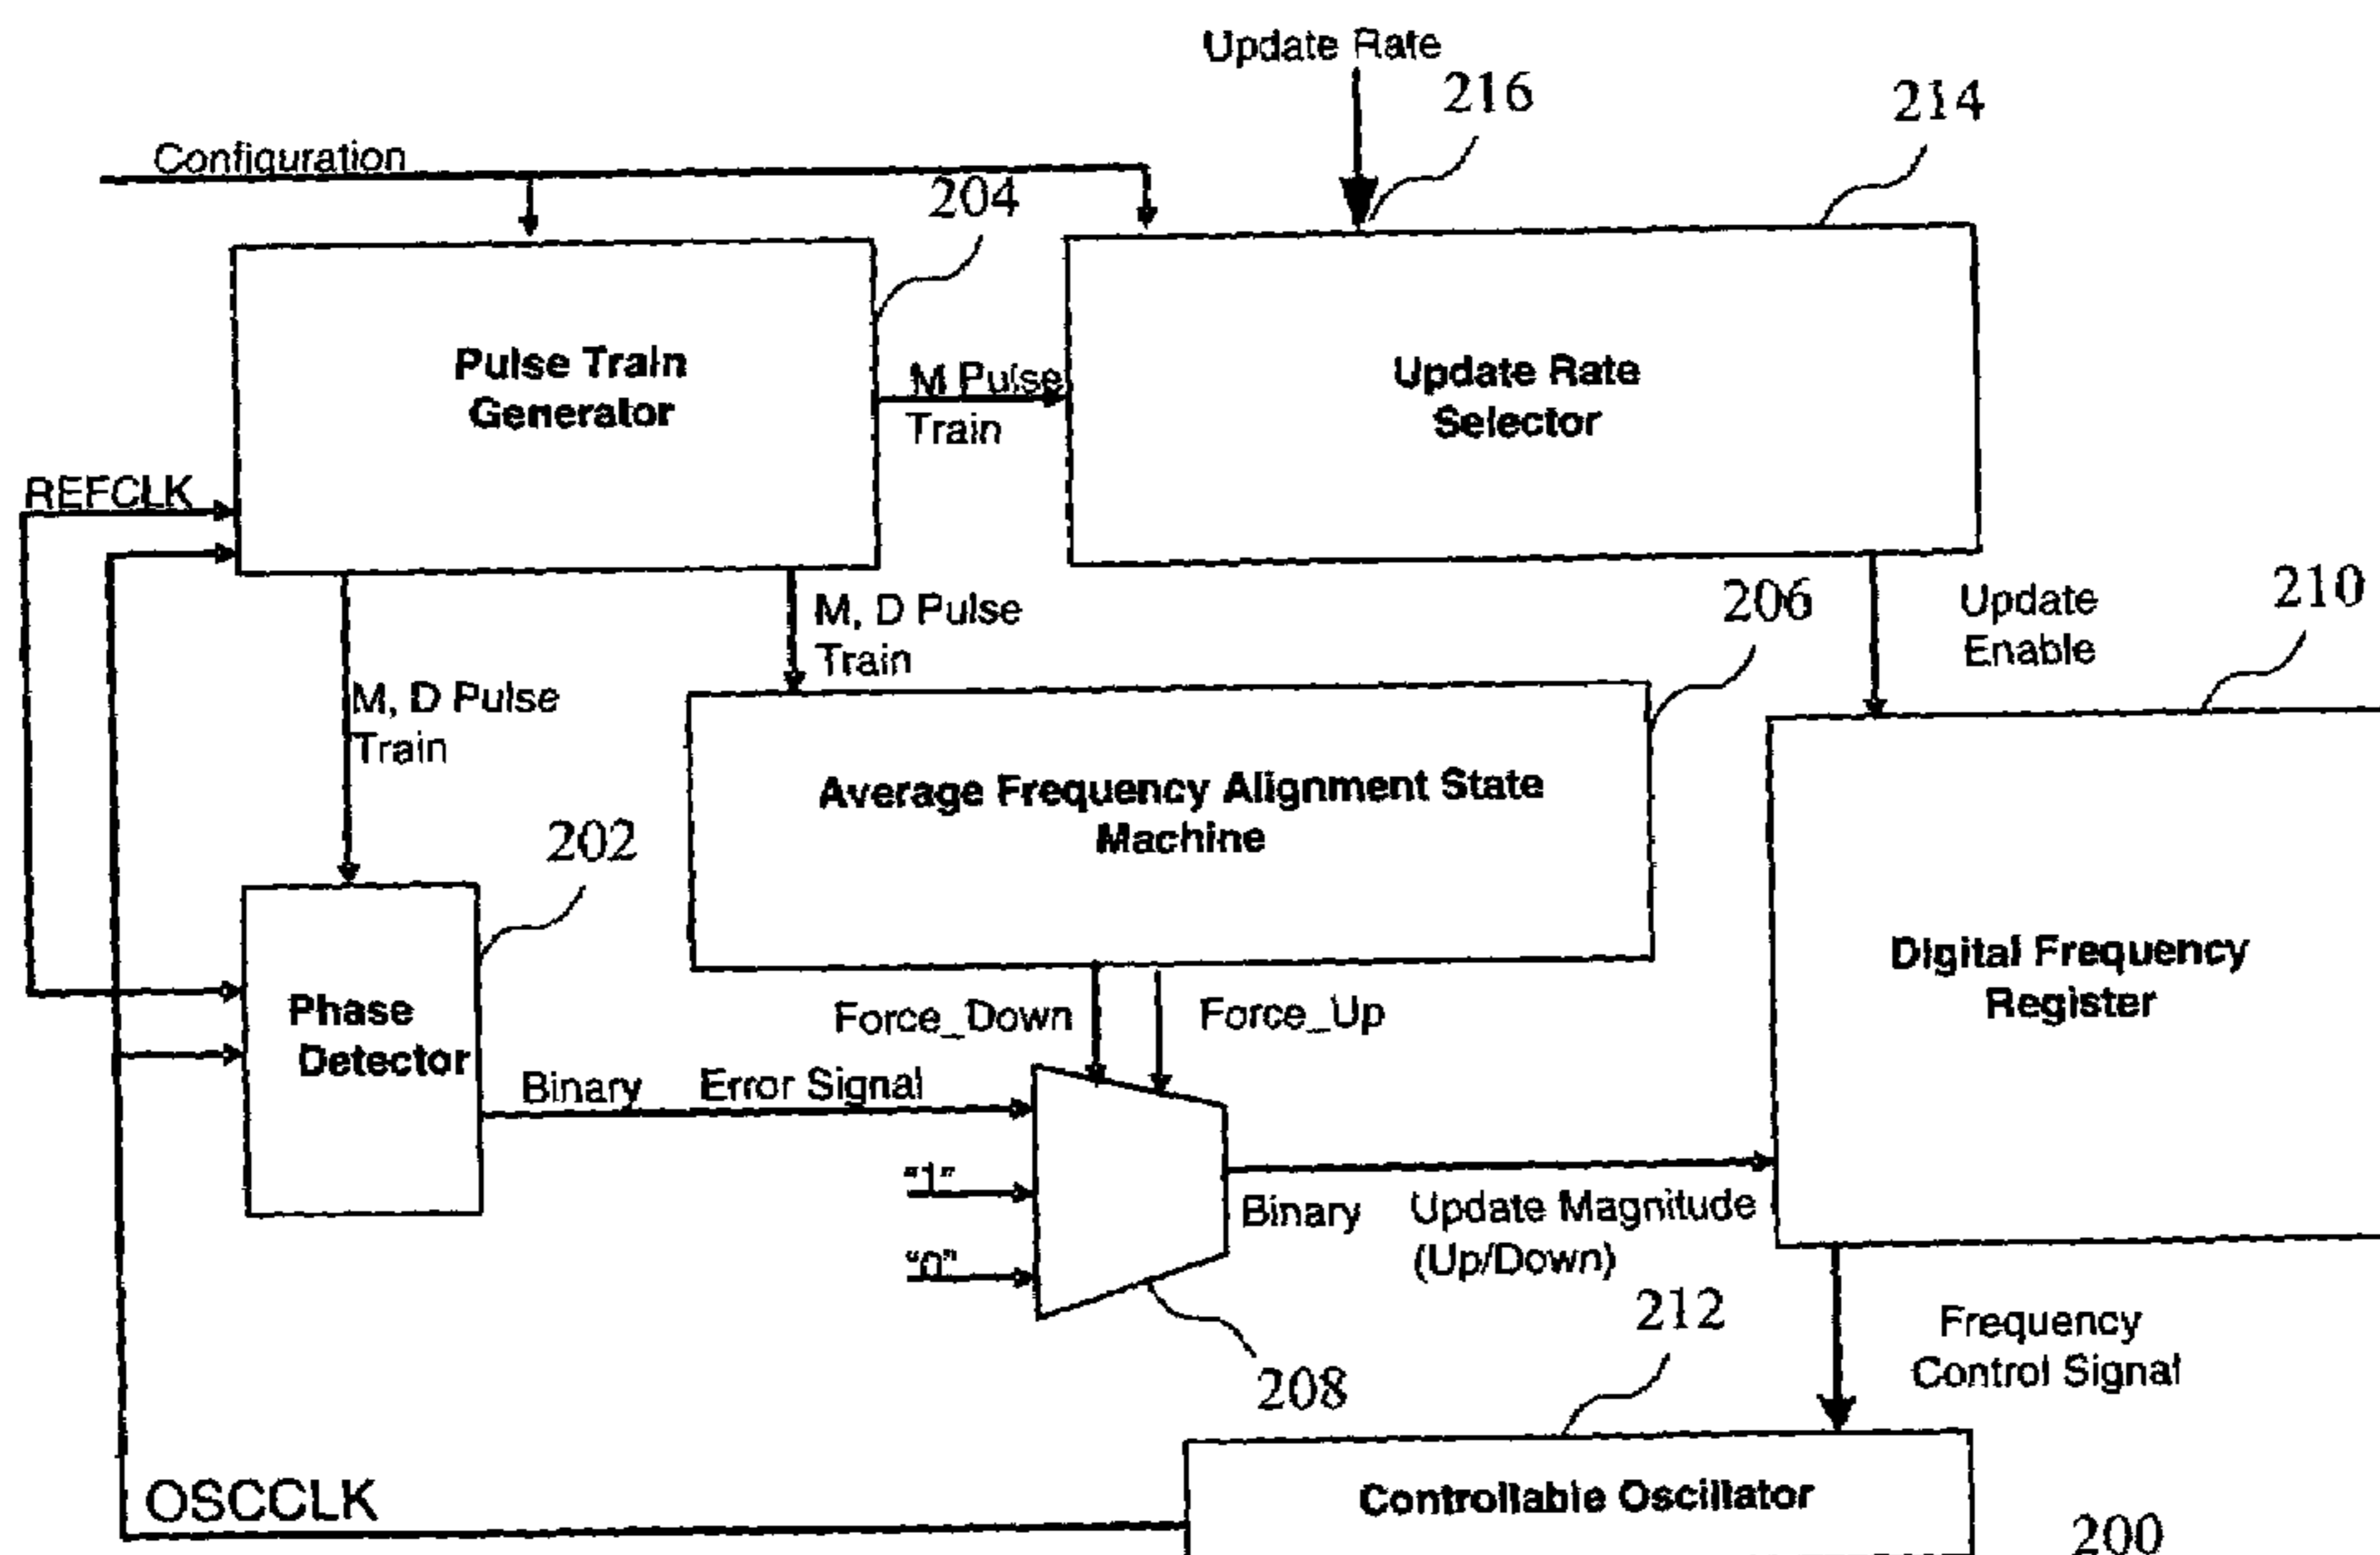 Update Rate
216
214
Configuration
204
Pulse Train
Generator
M Pulse
Train
Update Rate
Selector
REFCLK
M, D Pulse
Train
206
Update
Enable
210
M, D Pulse
Train
Average Frequency Alignment State
Machine
202
Digital Frequency
Register
Phase
Detector
Force_Down
Force_Up
Binary Error Signal
"1"
"0"
Binary Update Magnitude
(Up/Down)
212
208
Frequency
Control Signal
OSCCLK
Controllable Oscillator
200